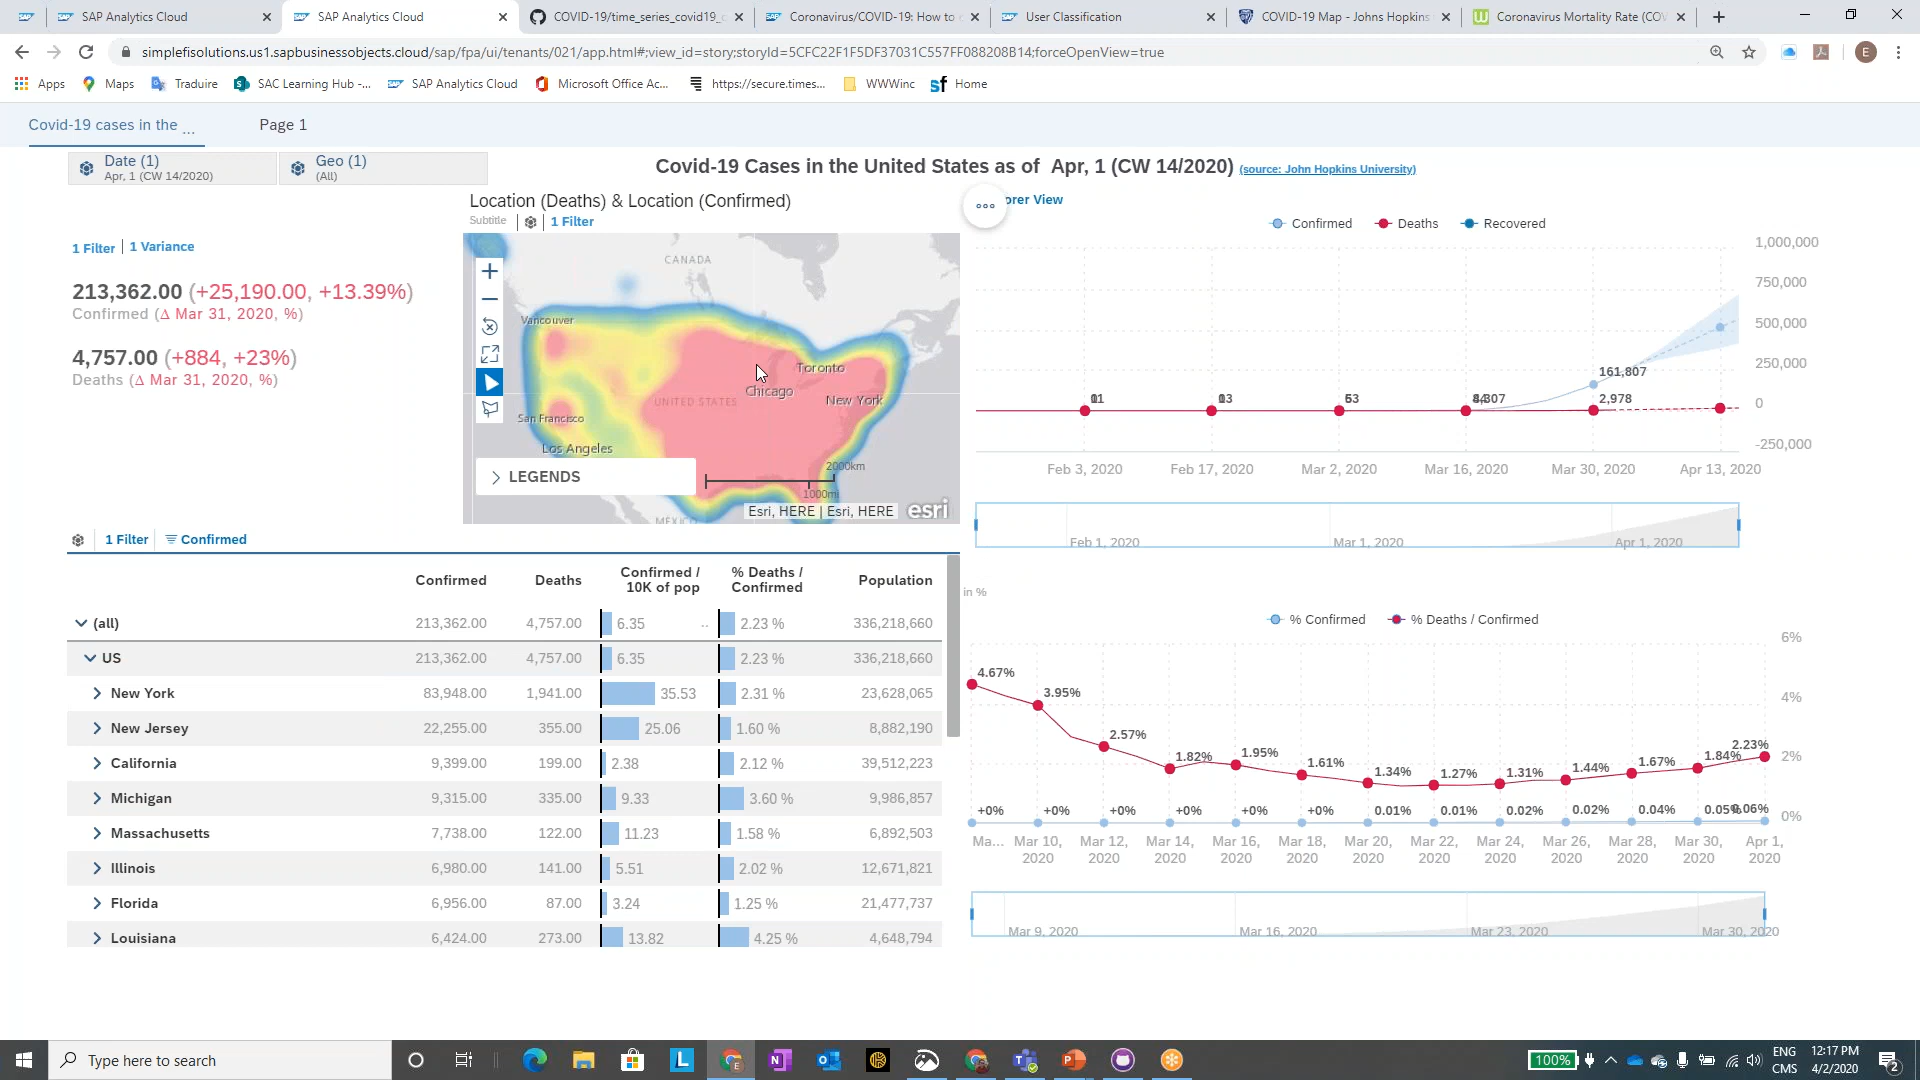 SAP Analytics Cloud
SAP Analytics Cloud
COVID-19/time_series_covid19_
Coronavirus/COVID-19: How to
User Classification
COVID-19 Map - Johns Hopkins
Coronavirus Mortality Rate (COV
simplefisolutions.us1.sapbusinessobjects.cloud/sap/fpa/ui/tenants/021/app.html#;view_id=story;storyId=5CFC22F1F5DF37031C557FF088208B14;forceOpenView=true
E
Apps
Maps
Traduire
SAC Learning Hub -...
SAP Analytics Cloud
Microsoft Office Ac...
https://secure.times...
WWWinc
sf Home
Covid-19 cases in the ...
Page 1
Date (1)
Apr, 1 (CW 14/2020)
Geo (1)
(All)
Covid-19 Cases in the United States as of Apr, 1 (CW 14/2020) (source: John Hopkins University)
1 Filter | 1 Variance
213,362.00 (+25,190.00, +13.39%)
Confirmed (Δ Mar 31, 2020, %)
4,757.00 (+884, +23%)
Deaths (Δ Mar 31, 2020, %)
Location (Deaths) & Location (Confirmed)
Subtitle
1 Filter
CANADA
Vancouver
Toronto
Chicago
UNITED STATES
New York
San Francisco
Los Angeles
LEGENDS
2000km
1000mi
MÉXICO
Esri, HERE | Esri, HERE
esri
orer View
Confirmed Deaths Recovered
1,000,000
750,000
500,000
250,000
0
-250,000
161,807
2,978
Feb 3, 2020 Feb 17, 2020 Mar 2, 2020 Mar 16, 2020 Mar 30, 2020 Apr 13, 2020
Feb 1, 2020 Mar 1, 2020 Apr 1, 2020
1 Filter Confirmed
Confirmed Deaths Confirmed / 10K of pop % Deaths / Confirmed Population
(all) 213,362.00 4,757.00 6.35 .. 2.23 % 336,218,660
US 213,362.00 4,757.00 6.35 2.23 % 336,218,660
New York 83,948.00 1,941.00 35.53 2.31 % 23,628,065
New Jersey 22,255.00 355.00 25.06 1.60 % 8,882,190
California 9,399.00 199.00 2.38 2.12 % 39,512,223
Michigan 9,315.00 335.00 9.33 3.60 % 9,986,857
Massachusetts 7,738.00 122.00 11.23 1.58 % 6,892,503
Illinois 6,980.00 141.00 5.51 2.02 % 12,671,821
Florida 6,956.00 87.00 3.24 1.25 % 21,477,737
Louisiana 6,424.00 273.00 13.82 4.25 % 4,648,794
in %
% Confirmed % Deaths / Confirmed
6%
4%
2%
0%
4.67% 3.95% 2.57% 1.82% 1.95% 1.61% 1.34% 1.27% 1.31% 1.44% 1.67% 1.84% 2.23%
+0% +0% +0% +0% +0% +0% 0.01% 0.01% 0.02% 0.02% 0.04% 0.05% 0.06%
Ma... Mar 10, Mar 12, Mar 14, Mar 16, Mar 18, Mar 20, Mar 22, Mar 24, Mar 26, Mar 28, Mar 30, Apr 1,
2020 2020 2020 2020 2020 2020 2020 2020 2020 2020 2020 2020
Mar 9, 2020 Mar 16, 2020 Mar 23, 2020 Mar 30, 2020
Type here to search
100%
ENG
CMS
12:17 PM
4/2/2020
2